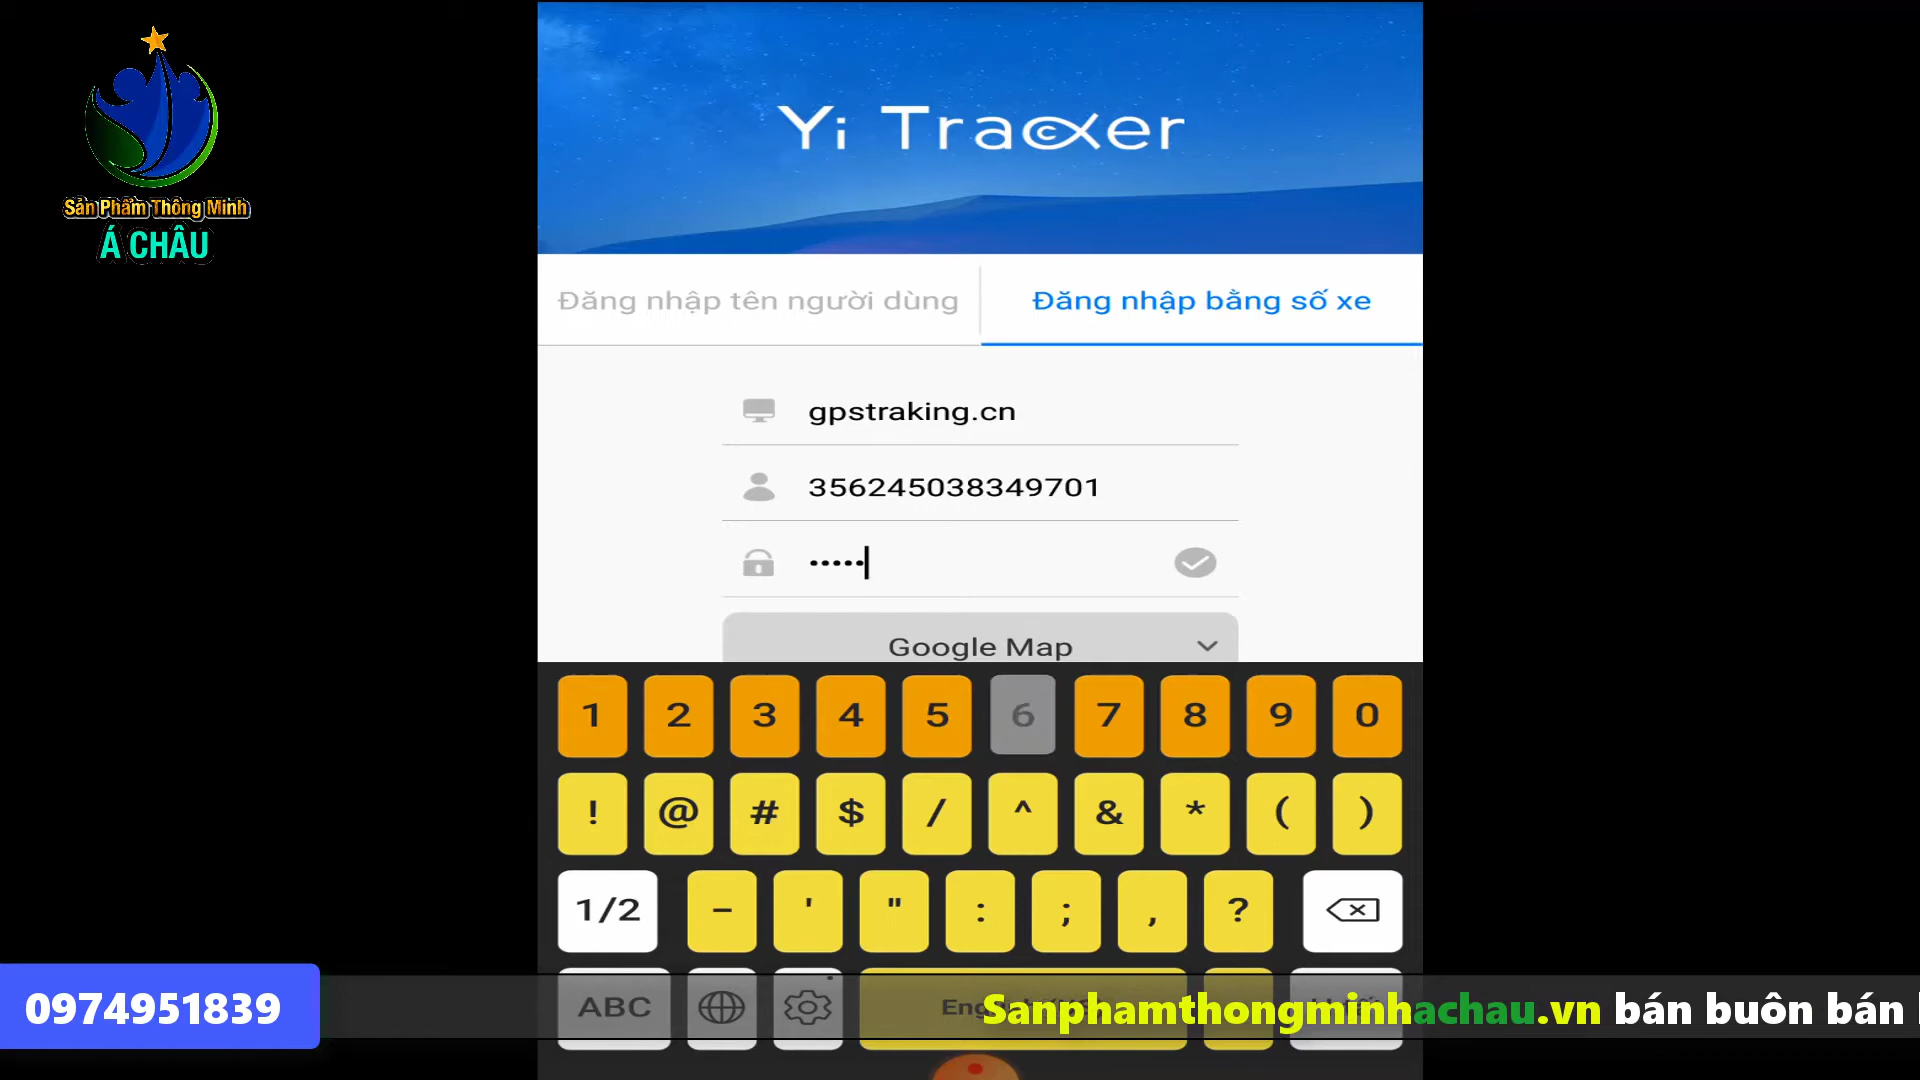 Sản Phẩm Thông Minh
Á CHÂU
Yi Tracker
Đăng nhập tên người dùng
Đăng nhập bằng số xe
gpstraking.cn
356245038349701
•••••
Google Map
1 2 3 4 5 6 7 8 9 0
! @ # $ / ^ & * ( )
1/2 - ' " : ; , ?
ABC
0974951839
Sanphamthongminhachau.vn bán buôn bán